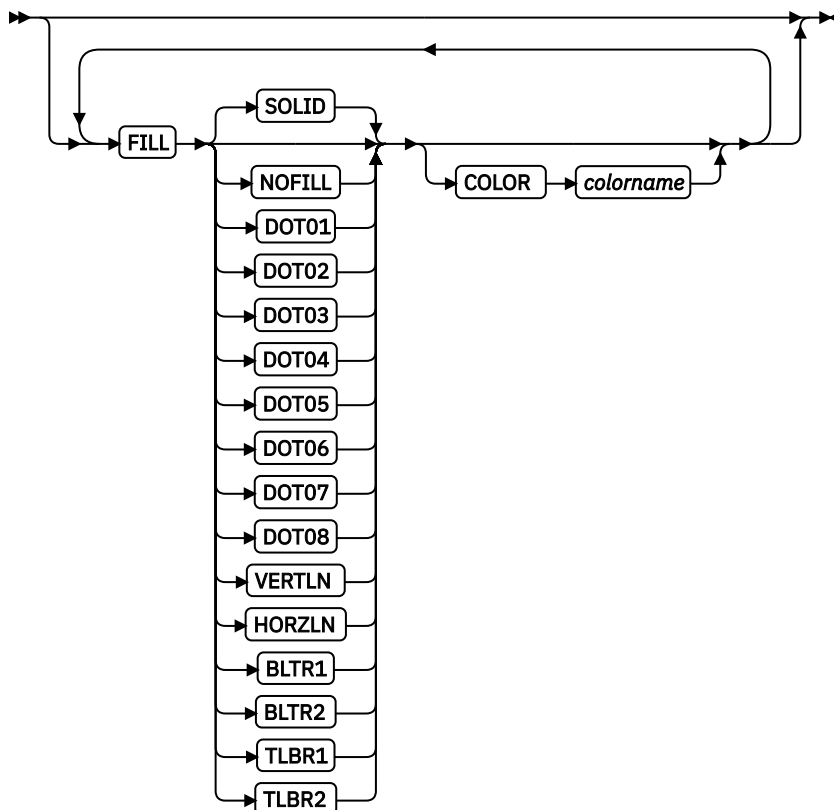 SOLID
FILL
NOFILL
COLOR colorname
DOT01
DOT02
DOT03
DOT04
DOT05
DOT06
DOT07
DOT08
VERTLN
HORZLN
BLTR1
BLTR2
TLBR1
TLBR2